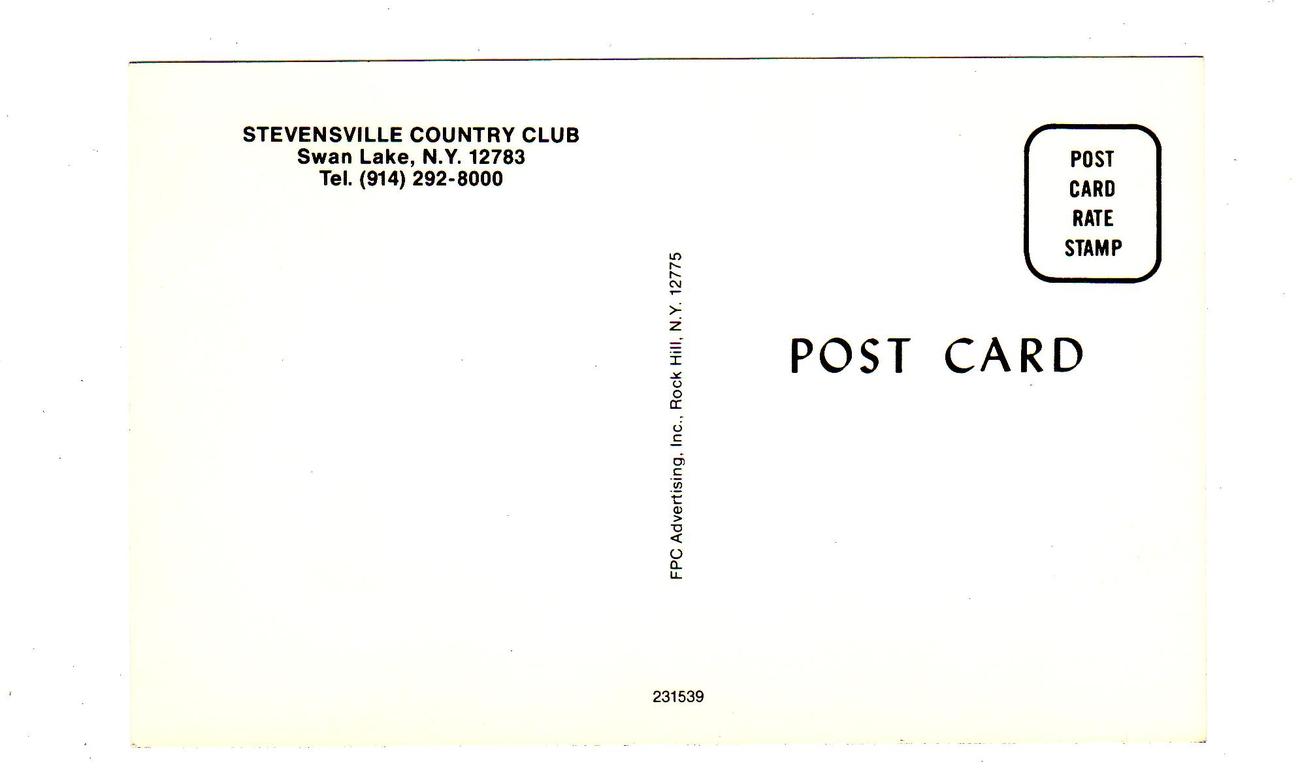 STEVENSVILLE COUNTRY CLUB
Swan Lake, N.Y. 12783
Tel. (914) 292-8000
POST
CARD
RATE
STAMP
FPC Advertising, Inc., Rock Hill, N.Y. 12775
POST CARD
231539